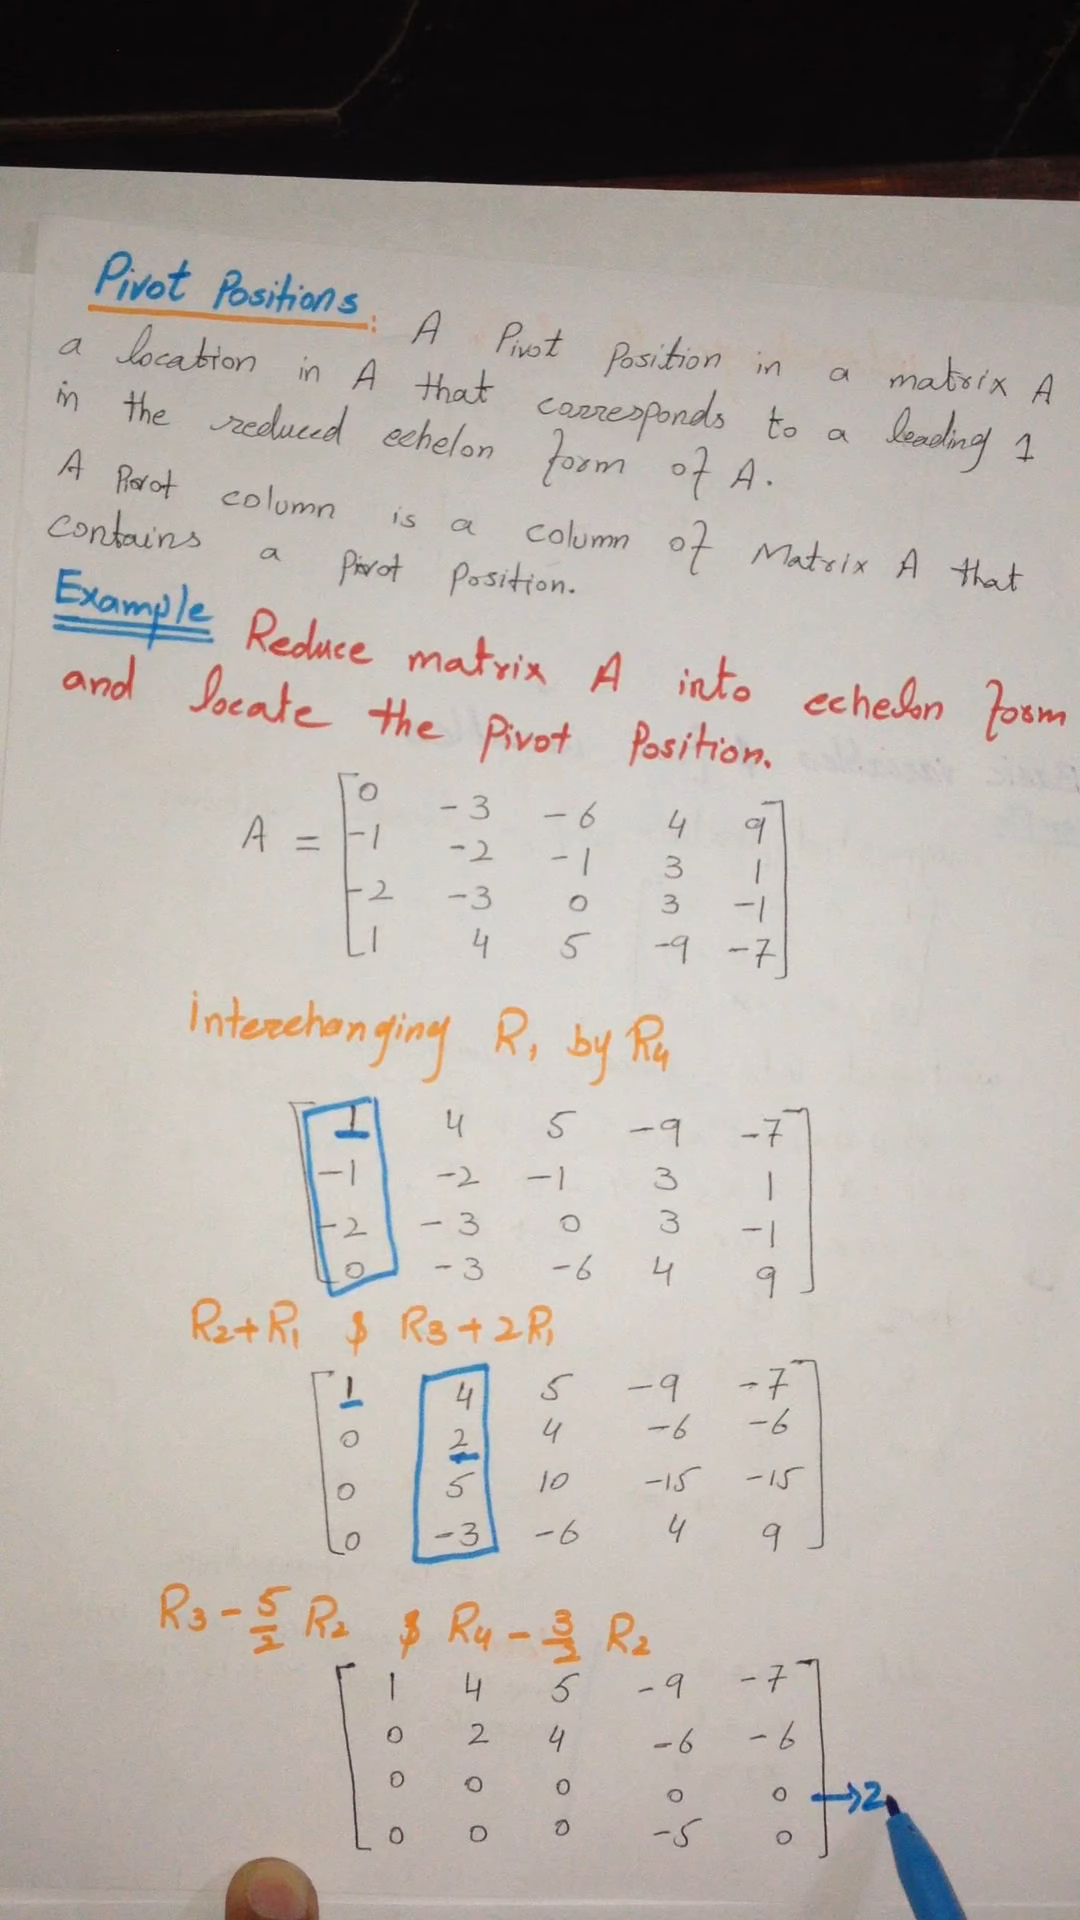 Pivot Positions: A Pivot Position in a matrix A
a location in A that corresponds to a leading 1
in the reduced echelon form of A.
A Pivot column is a column of Matrix A that
contains a pivot Position.
Example Reduce matrix A into echelon form
and locate the Pivot Position.
A = [0 -3 -6 4 9
-1 -2 -1 3 1
-2 -3 0 3 -1
1 4 5 -9 -7]
interchanging R1 by R4
[1 4 5 -9 -7
-1 -2 -1 3 1
-2 -3 0 3 -1
0 -3 -6 4 9]
R2+R1 $ R3+2R1
[1 4 5 -9 -7
0 2 4 -6 -6
0 5 10 -15 -15
0 -3 -6 4 9]
R3-5/2 R2 $ R4-3/2 R2
[1 4 5 -9 -7
0 2 4 -6 -6
0 0 0 0 0 →2
0 0 0 -5 0]